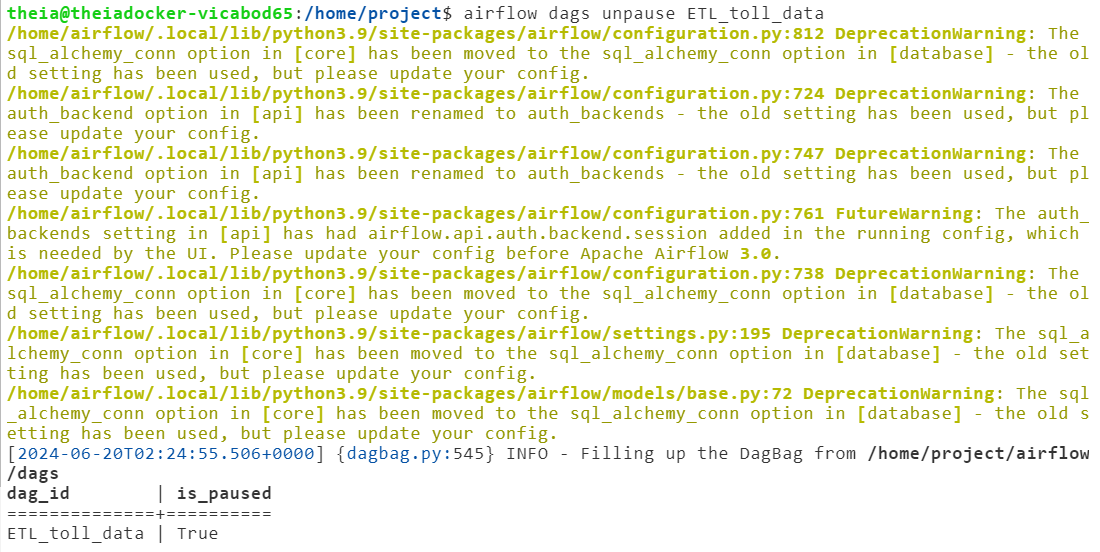 theia@theiadocker-vicabod65:/home/project$ airflow dags unpause ETL_toll_data
/home/airflow/.local/lib/python3.9/site-packages/airflow/configuration.py:812 DeprecationWarning: The
sql_alchemy_conn option in [core] has been moved to the sql_alchemy_conn option in [database] - the ol
d setting has been used, but please update your config.
/home/airflow/.local/lib/python3.9/site-packages/airflow/configuration.py:724 DeprecationWarning: The
auth_backend option in [api] has been renamed to auth_backends - the old setting has been used, but pl
ease update your config.
/home/airflow/.local/lib/python3.9/site-packages/airflow/configuration.py:747 DeprecationWarning: The
auth_backend option in [api] has been renamed to auth_backends - the old setting has been used, but pl
ease update your config.
/home/airflow/.local/lib/python3.9/site-packages/airflow/configuration.py:761 FutureWarning: The auth_
backends setting in [api] has had airflow.api.auth.backend.session added in the running config, which
is needed by the UI. Please update your config before Apache Airflow 3.0.
/home/airflow/.local/lib/python3.9/site-packages/airflow/configuration.py:738 DeprecationWarning: The
sql_alchemy_conn option in [core] has been moved to the sql_alchemy_conn option in [database] - the ol
d setting has been used, but please update your config.
/home/airflow/.local/lib/python3.9/site-packages/airflow/settings.py:195 DeprecationWarning: The sql_a
lchemy_conn option in [core] has been moved to the sql_alchemy_conn option in [database] - the old set
ting has been used, but please update your config.
/home/airflow/.local/lib/python3.9/site-packages/airflow/models/base.py:72 DeprecationWarning: The sql
_alchemy_conn option in [core] has been moved to the sql_alchemy_conn option in [database] - the old s
etting has been used, but please update your config.
[2024-06-20T02:24:55.506+0000] {dagbag.py:545} INFO - Filling up the DagBag from /home/project/airflow
/dags
dag_id        | is_paused
==============+==========
ETL_toll_data | True